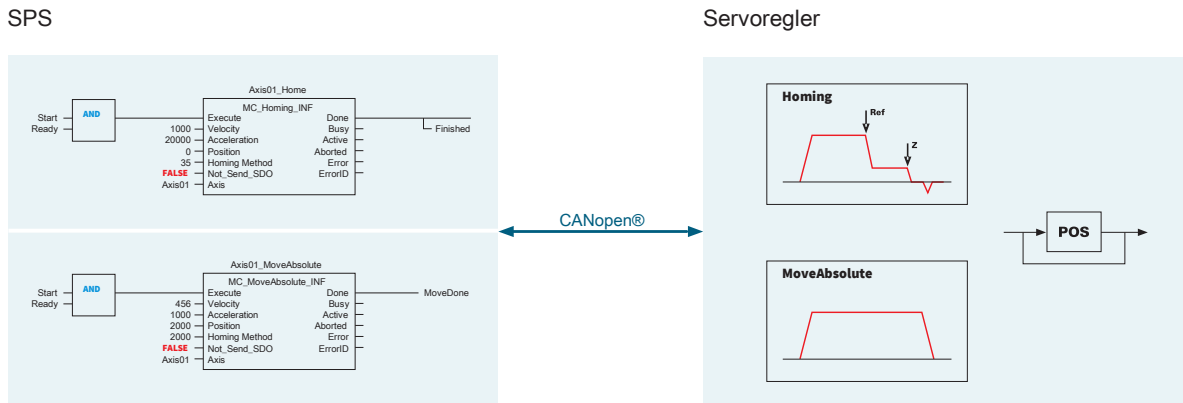 SPS
Servoregler
Axis01_Home
MC_Homing_INF
Start
Ready
AND
Execute
Done
1000
Velocity
Busy
Finished
20000
Acceleration
Active
0
Position
Aborted
35
Homing Method
Error
FALSE
Not_Send_SDO
ErrorID
Axis01
Axis
Axis01_MoveAbsolute
MC_MoveAbsolute_INF
Start
Ready
AND
Execute
Done
MoveDone
456
Velocity
Busy
1000
Acceleration
Active
2000
Position
Aborted
2000
Homing Method
Error
FALSE
Not_Send_SDO
ErrorID
Axis01
Axis
CANopen®
Homing
Ref
Z
MoveAbsolute
POS